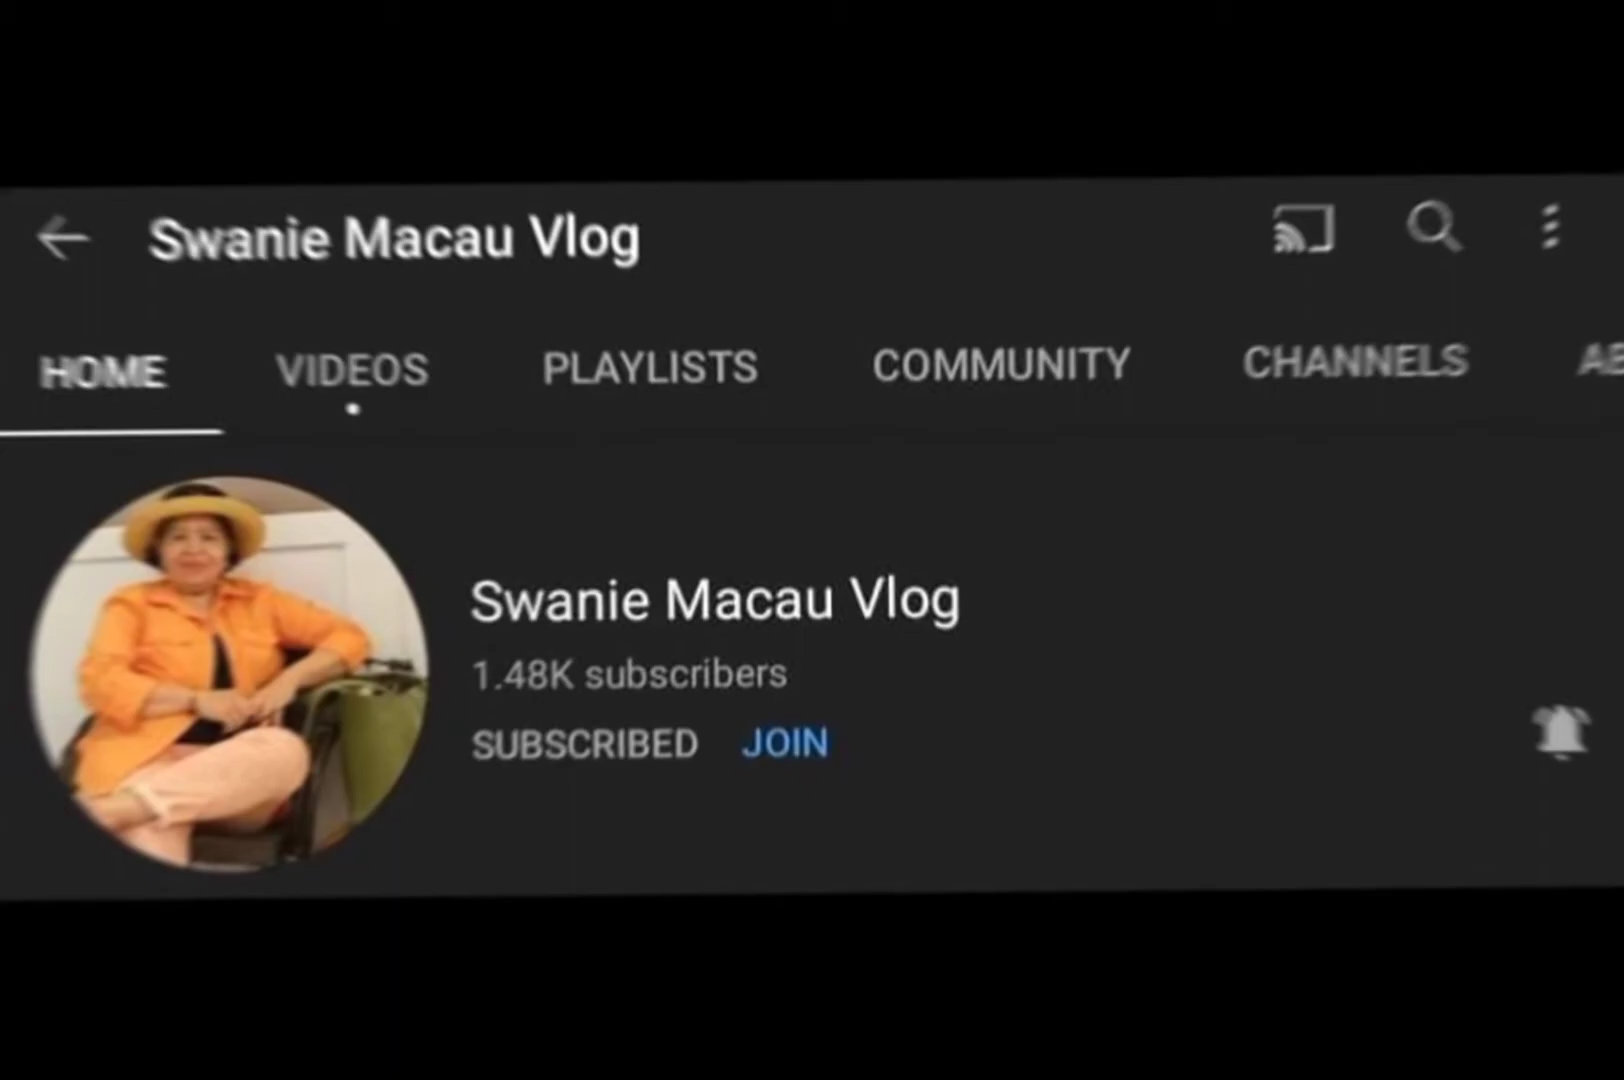 Swanie Macau Vlog
HOME VIDEOS PLAYLISTS COMMUNITY CHANNELS
Swanie Macau Vlog
1.48K subscribers
SUBSCRIBED JOIN